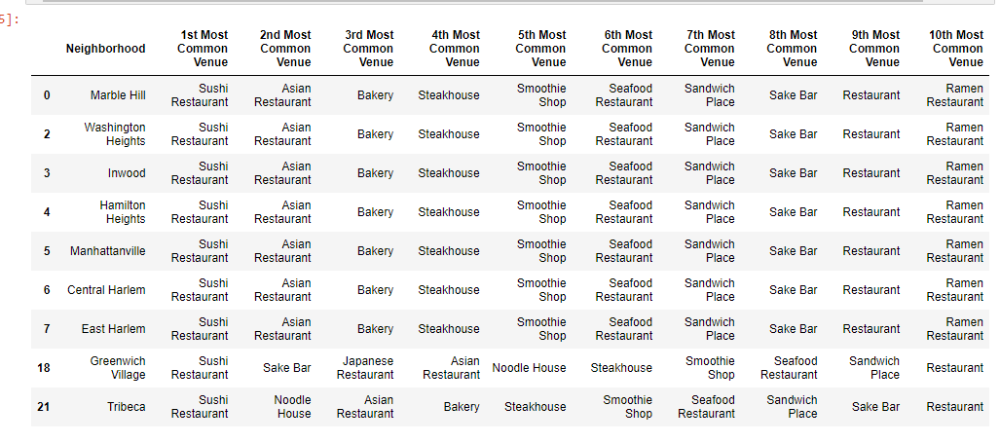 5]:
Neighborhood 1st Most Common Venue 2nd Most Common Venue 3rd Most Common Venue 4th Most Common Venue 5th Most Common Venue 6th Most Common Venue 7th Most Common Venue 8th Most Common Venue 9th Most Common Venue 10th Most Common Venue
0 Marble Hill Sushi Restaurant Asian Restaurant Bakery Steakhouse Smoothie Shop Seafood Restaurant Sandwich Place Sake Bar Restaurant Ramen Restaurant
2 Washington Heights Sushi Restaurant Asian Restaurant Bakery Steakhouse Smoothie Shop Seafood Restaurant Sandwich Place Sake Bar Restaurant Ramen Restaurant
3 Inwood Sushi Restaurant Asian Restaurant Bakery Steakhouse Smoothie Shop Seafood Restaurant Sandwich Place Sake Bar Restaurant Ramen Restaurant
4 Hamilton Heights Sushi Restaurant Asian Restaurant Bakery Steakhouse Smoothie Shop Seafood Restaurant Sandwich Place Sake Bar Restaurant Ramen Restaurant
5 Manhattanville Sushi Restaurant Asian Restaurant Bakery Steakhouse Smoothie Shop Seafood Restaurant Sandwich Place Sake Bar Restaurant Ramen Restaurant
6 Central Harlem Sushi Restaurant Asian Restaurant Bakery Steakhouse Smoothie Shop Seafood Restaurant Sandwich Place Sake Bar Restaurant Ramen Restaurant
7 East Harlem Sushi Restaurant Asian Restaurant Bakery Steakhouse Smoothie Shop Seafood Restaurant Sandwich Place Sake Bar Restaurant Ramen Restaurant
18 Greenwich Village Sushi Restaurant Sake Bar Japanese Restaurant Asian Restaurant Noodle House Steakhouse Smoothie Shop Seafood Restaurant Sandwich Place Restaurant
21 Tribeca Sushi Restaurant Noodle House Asian Restaurant Bakery Steakhouse Smoothie Shop Seafood Restaurant Sandwich Place Sake Bar Restaurant